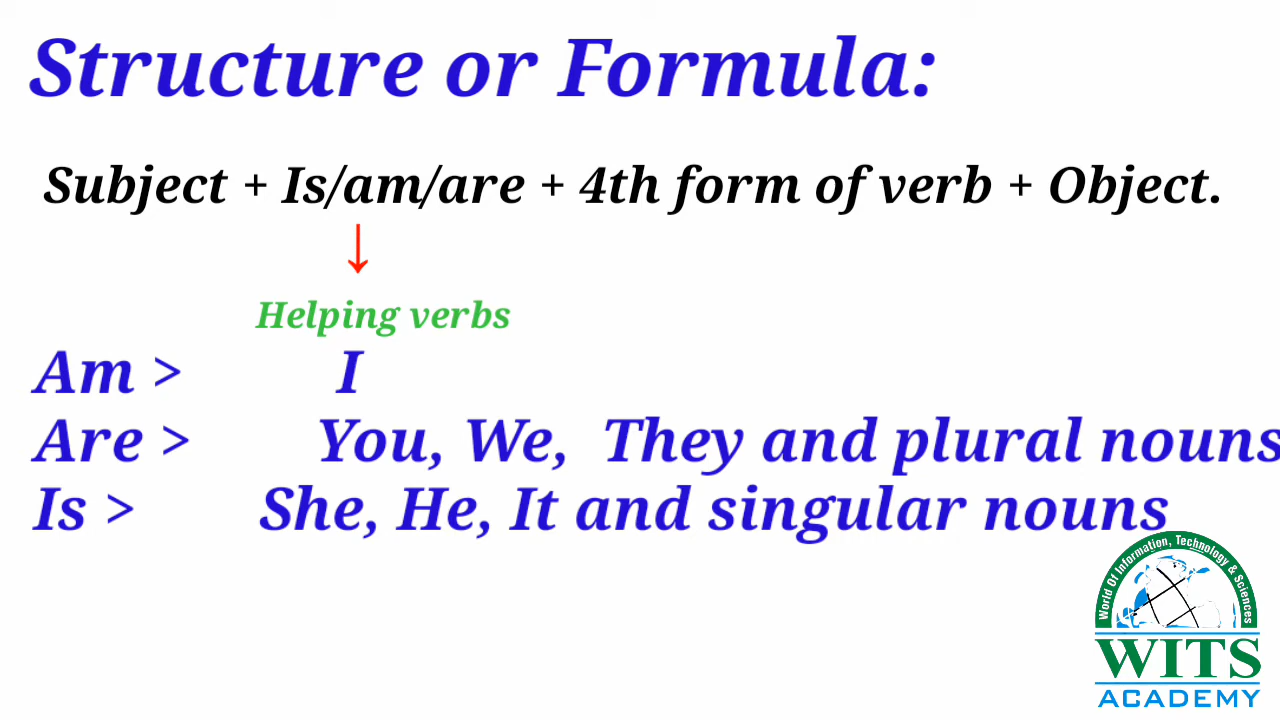 Structure or Formula:
Subject + Is/am/are + 4th form of verb + Object.
↓
Helping verbs
Am > I
Are > You, We, They and plural nouns
Is > She, He, It and singular nouns
World Of Information, Technology & Sciences
WITS
ACADEMY